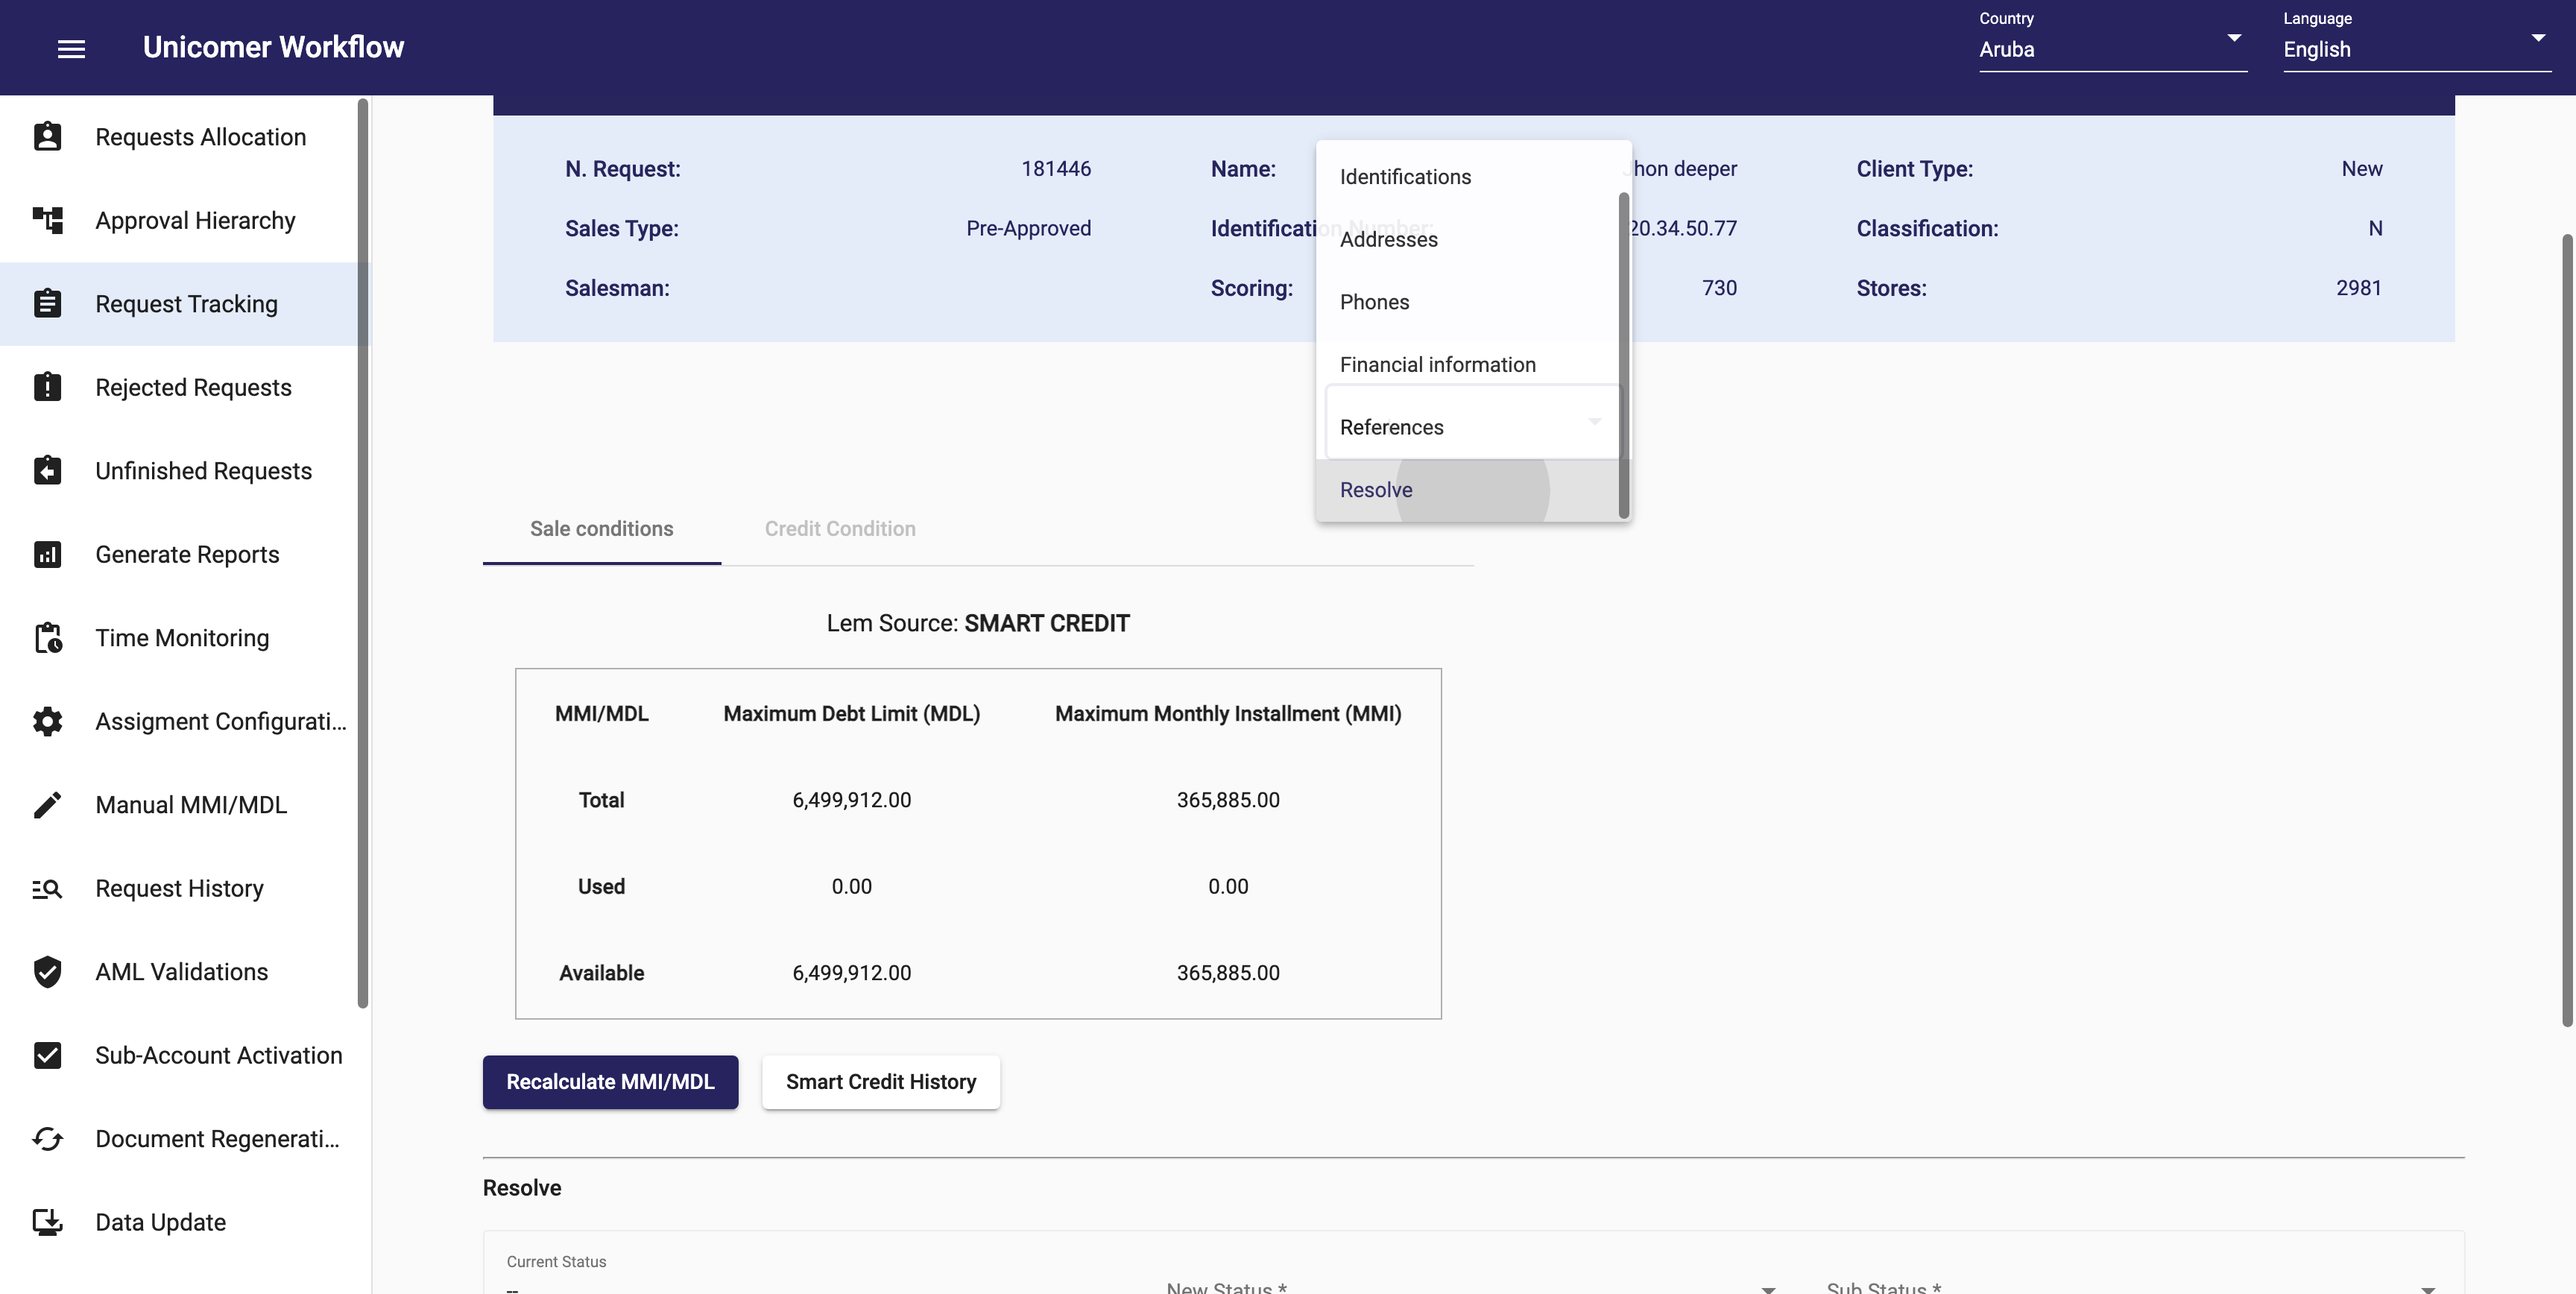 Unicomer Workflow
Country
Aruba
Language
English
Requests Allocation
Approval Hierarchy
Request Tracking
Rejected Requests
Unfinished Requests
Generate Reports
Time Monitoring
Assigment Configurati...
Manual MMI/MDL
Request History
AML Validations
Sub-Account Activation
Document Regenerati...
Data Update
N. Request: 181446
Name: Jhon deeper
Client Type: New
Sales Type: Pre-Approved
Identification Number: 20.34.50.77
Classification: N
Salesman:
Scoring: 730
Stores: 2981
Identifications
Addresses
Phones
Financial information
References
Resolve
Sale conditions
Credit Condition
Lem Source: SMART CREDIT
MMI/MDL Maximum Debt Limit (MDL) Maximum Monthly Installment (MMI)
Total 6,499,912.00 365,885.00
Used 0.00 0.00
Available 6,499,912.00 365,885.00
Recalculate MMI/MDL
Smart Credit History
Resolve
Current Status
--
New Status *
Sub Status *